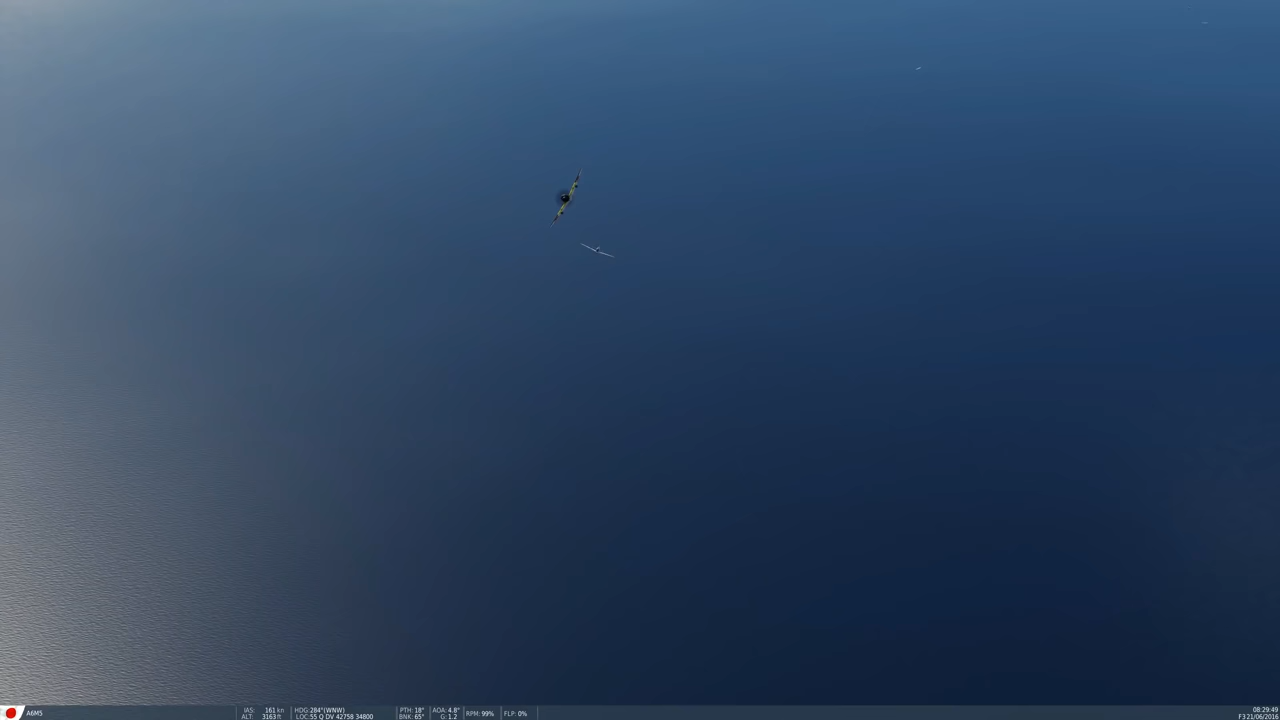 A6M5
IAS: 161 kn
ALT: 3163 ft
HDG: 284°(WNW)
LOC: 55 Q DV 42758 34800
PTH: 18°
BNK: 65°
AOA: 4.8°
G: 1.2
RPM: 99%
FLP: 0%
08:29:49
F3 21/06/2016